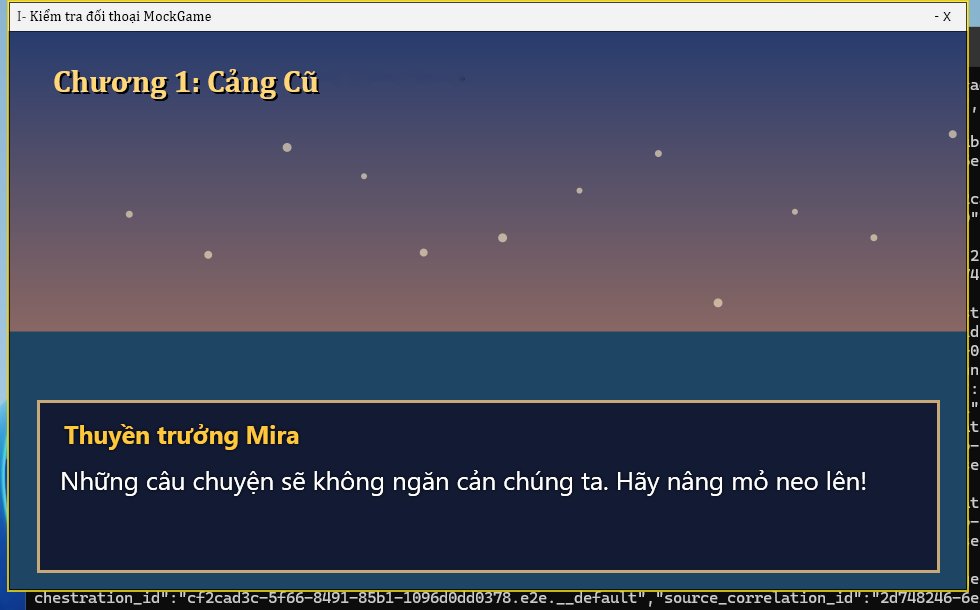 I- Kiểm tra đối thoại MockGame
- X
Chương 1: Cảng Cũ
Thuyền trưởng Mira
Những câu chuyện sẽ không ngăn cản chúng ta. Hãy nâng mỏ neo lên!
chestration_id":"cf2cad3c-5f66-8491-85b1-1096d0dd0378.e2e.__default","source_correlation_id":"2d748246-6e